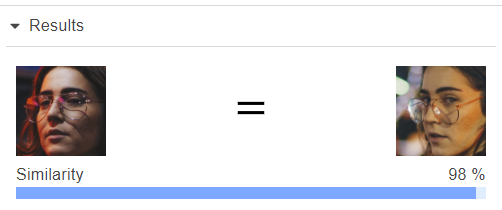 Results
=
Similarity 98 %